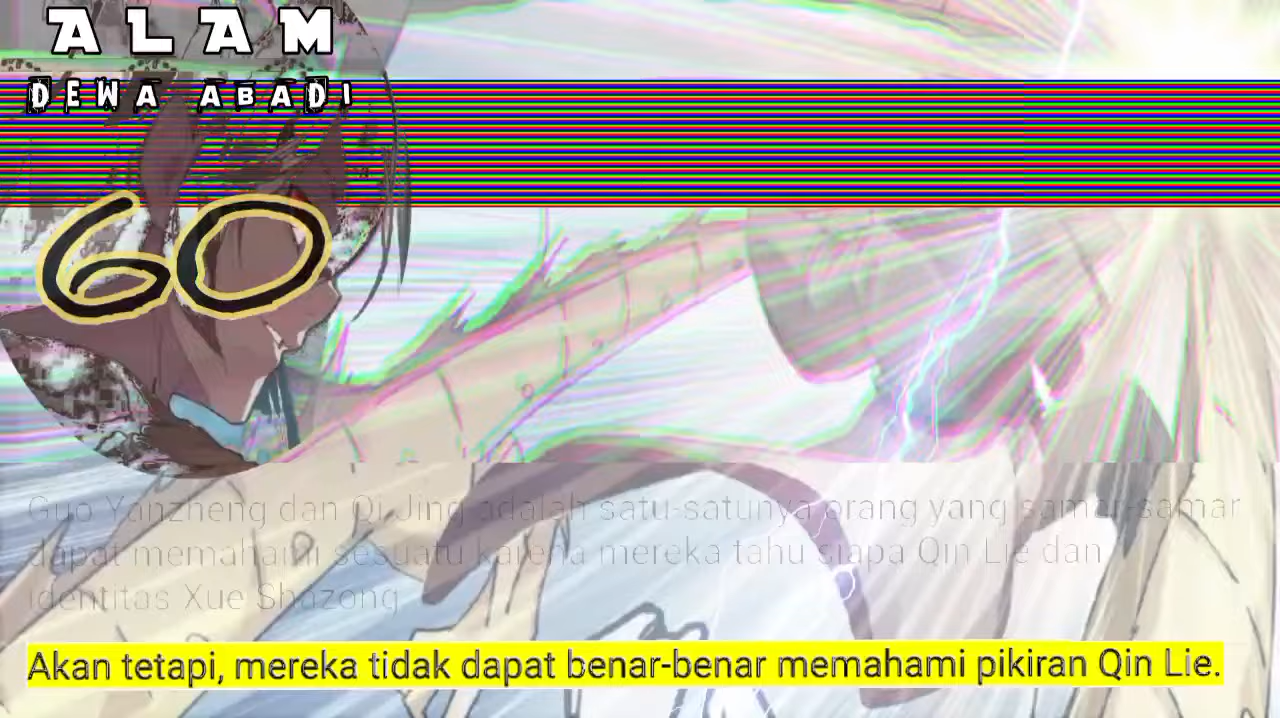 ALAM
DEWA ABADI
60
Guo Yanzheng dan Qi Jing adalah satu-satunya orang yang samar-samar
dapat memahami sesuatu karena mereka tahu siapa Qin Lie dan
identitas Xue Shazong
Akan tetapi, mereka tidak dapat benar-benar memahami pikiran Qin Lie.